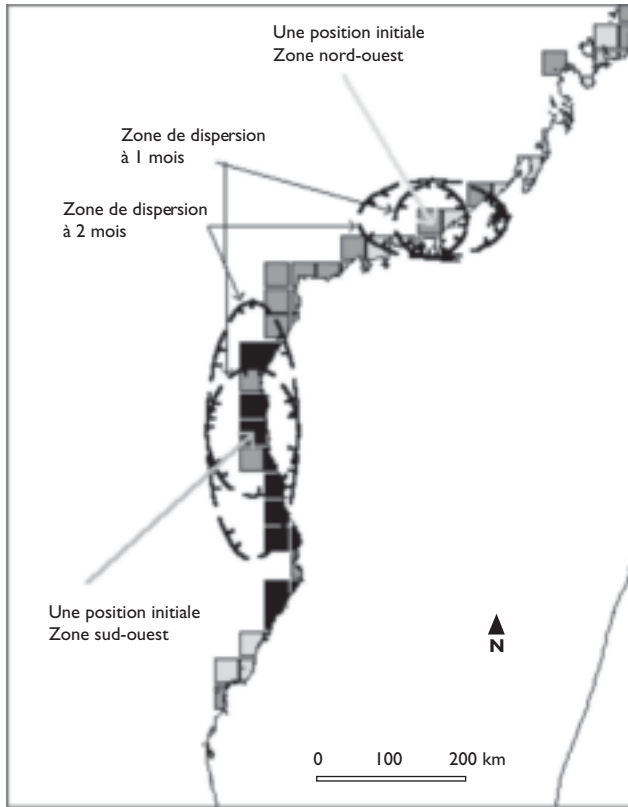 Une position initiale
Zone nord-ouest
Zone de dispersion
à 1 mois
Zone de dispersion
à 2 mois
Une position initiale
Zone sud-ouest
N
0 100 200 km